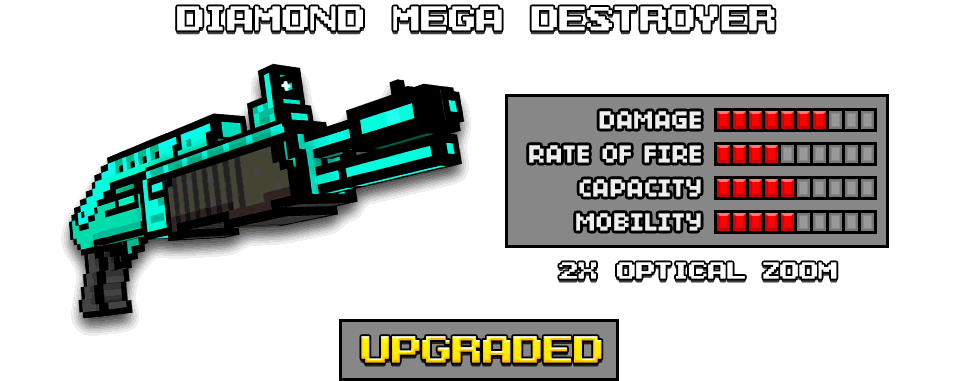 DIAMOND MEGA DESTROYER
DAMAGE
RATE OF FIRE
CAPACITY
MOBILITY
2X OPTICAL ZOOM
UPGRADED